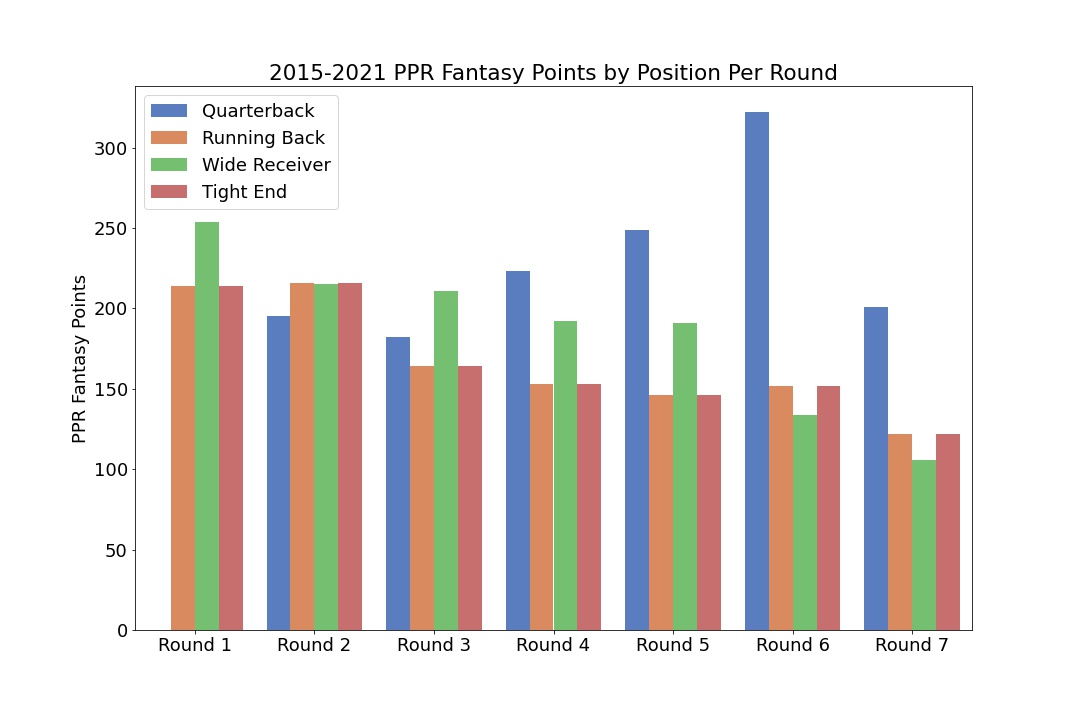 2015-2021 PPR Fantasy Points by Position Per Round
Quarterback
Running Back
Wide Receiver
Tight End
PPR Fantasy Points
300
250
200
150
100
50
0
Round 1 Round 2 Round 3 Round 4 Round 5 Round 6 Round 7